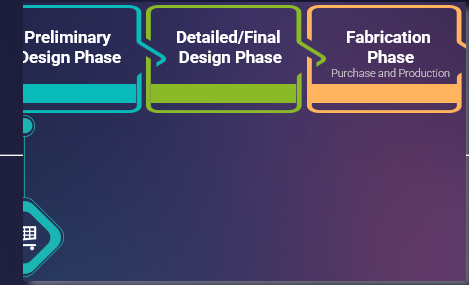 Preliminary
Design Phase
Detailed/Final
Design Phase
Fabrication
Phase
Purchase and Production